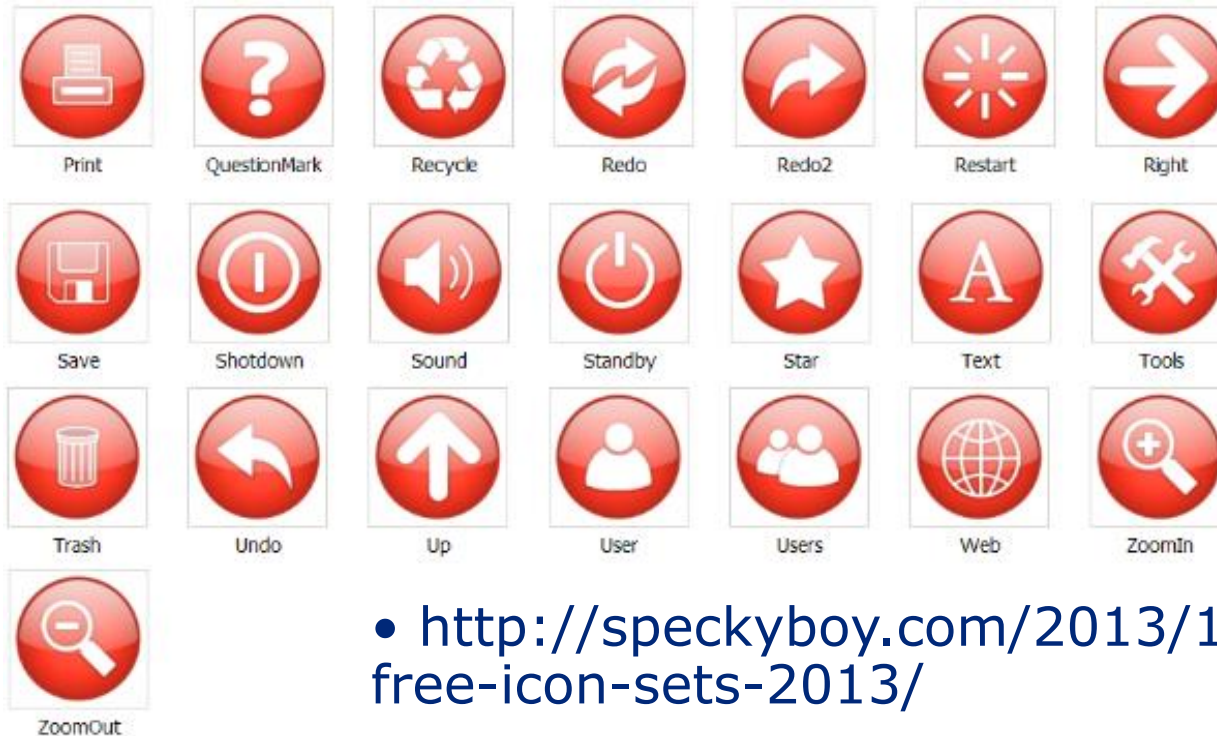 Print QuestionMark Recycle Redo Redo2 Restart Right
A
Save Shotdown Sound Standby Star Text Tools
Trash Undo Up User Users Web ZoomIn
ZoomOut
• http://speckyboy.com/2013/1
free-icon-sets-2013/